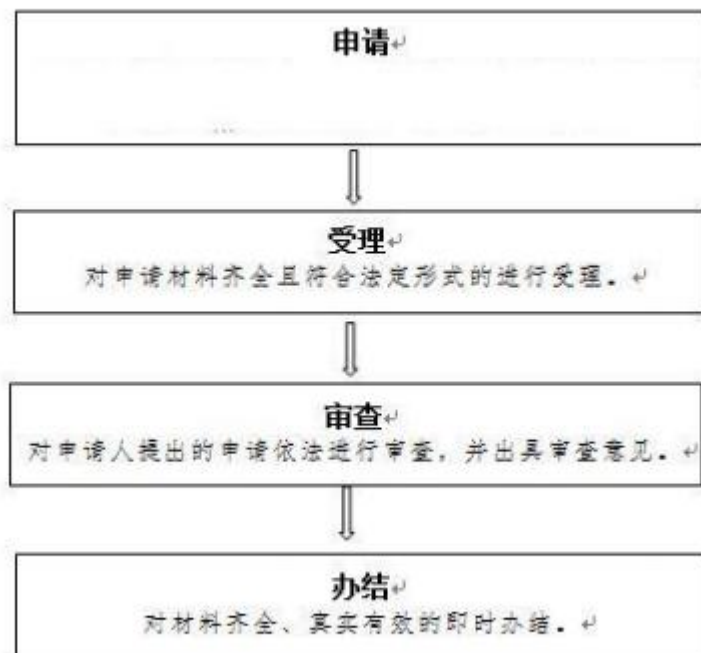 申请
受理
对申请材料齐全且符合法定形式的进行受理。
审查
对申请人提出的申请依法进行审查，并出具审查意见。
办结
对材料齐全、真实有效的即时办结。